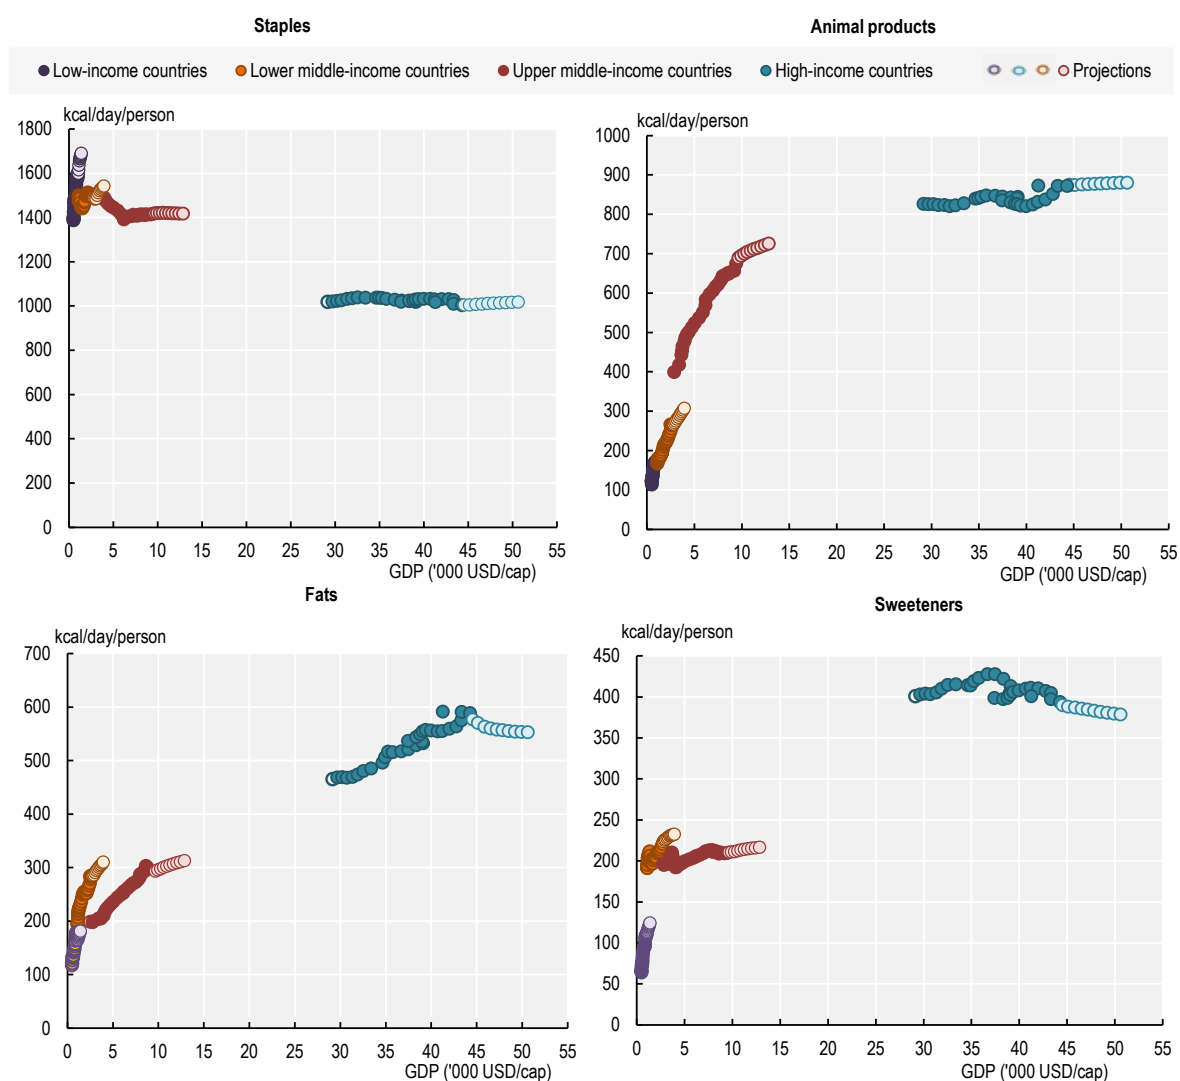 Staples
Animal products
Low-income countries
Lower middle-income countries
Upper middle-income countries
High-income countries
Projections
kcal/day/person
1800
1600
1400
1200
1000
800
600
400
200
0
0 5 10 15 20 25 30 35 40 45 50 55
GDP ('000 USD/cap)
kcal/day/person
1000
900
800
700
600
500
400
300
200
100
0
0 5 10 15 20 25 30 35 40 45 50 55
GDP ('000 USD/cap)
Fats
kcal/day/person
700
600
500
400
300
200
100
0
0 5 10 15 20 25 30 35 40 45 50 55
GDP ('000 USD/cap)
Sweeteners
kcal/day/person
450
400
350
300
250
200
150
100
50
0
0 5 10 15 20 25 30 35 40 45 50 55
GDP ('000 USD/cap)